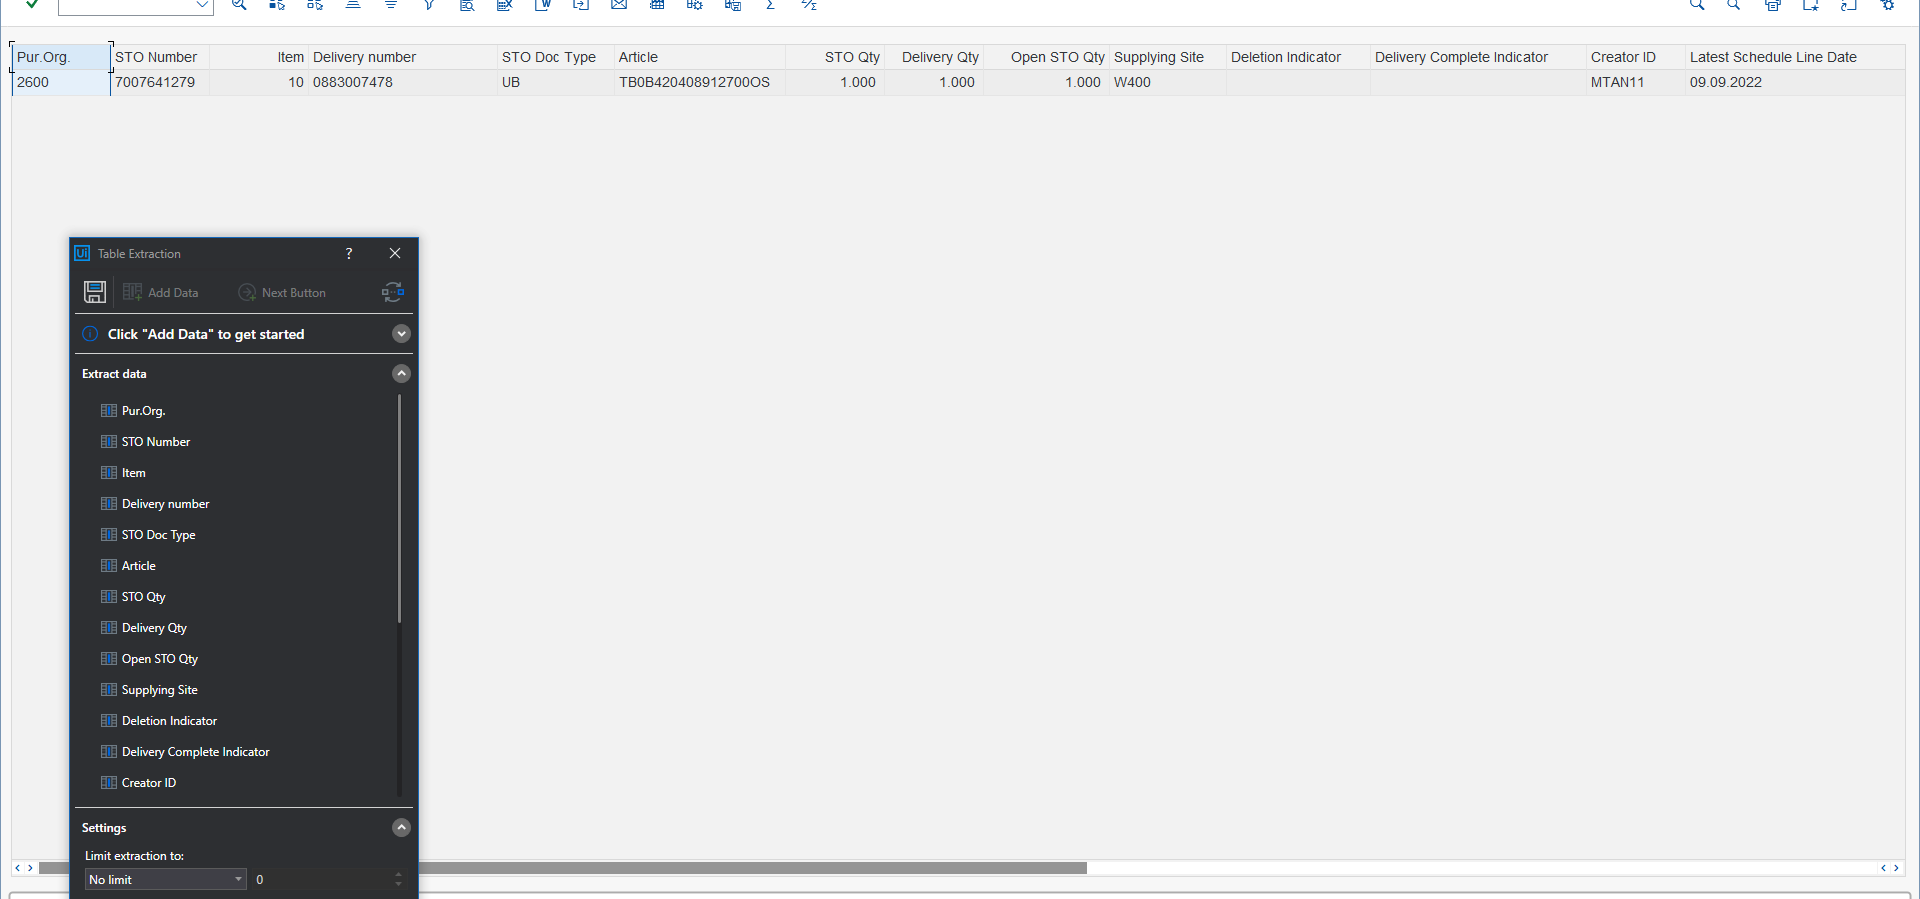 Pur.Org. STO Number Item Delivery number STO Doc Type Article STO Qty Delivery Qty Open STO Qty Supplying Site Deletion Indicator Delivery Complete Indicator Creator ID Latest Schedule Line Date
2600 7007641279 10 0883007478 UB TB0B420408912700OS 1.000 1.000 1.000 W400 MTAN11 09.09.2022
Ui Table Extraction ?
Add Data Next Button
Click "Add Data" to get started
Extract data
Pur.Org.
STO Number
Item
Delivery number
STO Doc Type
Article
STO Qty
Delivery Qty
Open STO Qty
Supplying Site
Deletion Indicator
Delivery Complete Indicator
Creator ID
Settings
Limit extraction to:
No limit 0